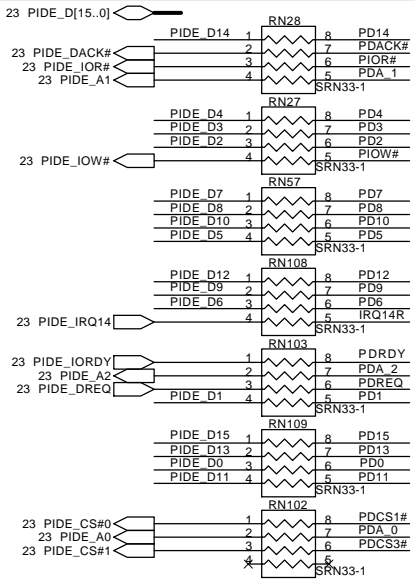 23 PIDE_D[15..0]
RN28
PIDE_D14 1 8 PD14
23 PIDE_DACK# 2 7 PDACK#
23 PIDE_IOR# 3 6 PIOR#
23 PIDE_A1 4 5 PDA_1
SRN33-1
RN27
PIDE_D4 1 8 PD4
PIDE_D3 2 7 PD3
PIDE_D2 3 6 PD2
23 PIDE_IOW# 4 5 PIOW#
SRN33-1
RN57
PIDE_D7 1 8 PD7
PIDE_D8 2 7 PD8
PIDE_D10 3 6 PD10
PIDE_D5 4 5 PD5
SRN33-1
RN108
PIDE_D12 1 8 PD12
PIDE_D9 2 7 PD9
PIDE_D6 3 6 PD6
23 PIDE_IRQ14 4 5 IRQ14R
SRN33-1
RN103
23 PIDE_IORDY 1 8 PDRDY
23 PIDE_A2 2 7 PDA_2
23 PIDE_DREQ 3 6 PDREQ
PIDE_D1 4 5 PD1
SRN33-1
RN109
PIDE_D15 1 8 PD15
PIDE_D13 2 7 PD13
PIDE_D0 3 6 PD0
PIDE_D11 4 5 PD11
SRN33-1
RN102
23 PIDE_CS#0 1 8 PDCS1#
23 PIDE_A0 2 7 PDA_0
23 PIDE_CS#1 3 6 PDCS3#
4 5
SRN33-1